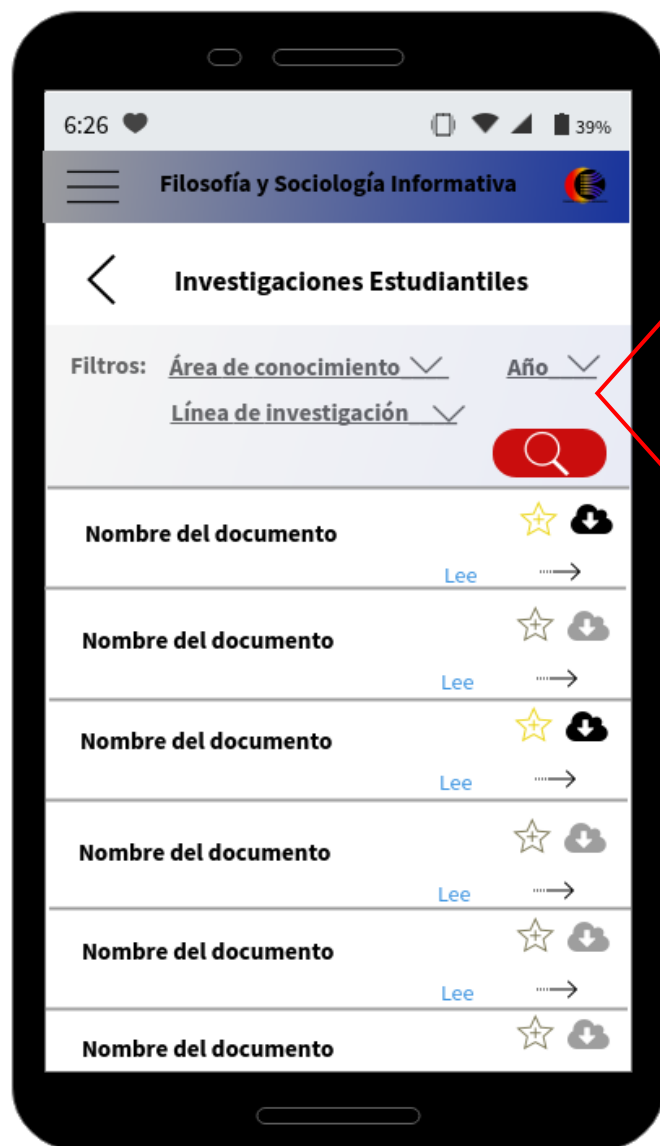 6:26 39%
Filosofía y Sociología Informativa
Investigaciones Estudiantiles
Filtros: Área de conocimiento Año
Línea de investigación
Nombre del documento
Lee
Nombre del documento
Lee
Nombre del documento
Lee
Nombre del documento
Lee
Nombre del documento
Lee
Nombre del documento